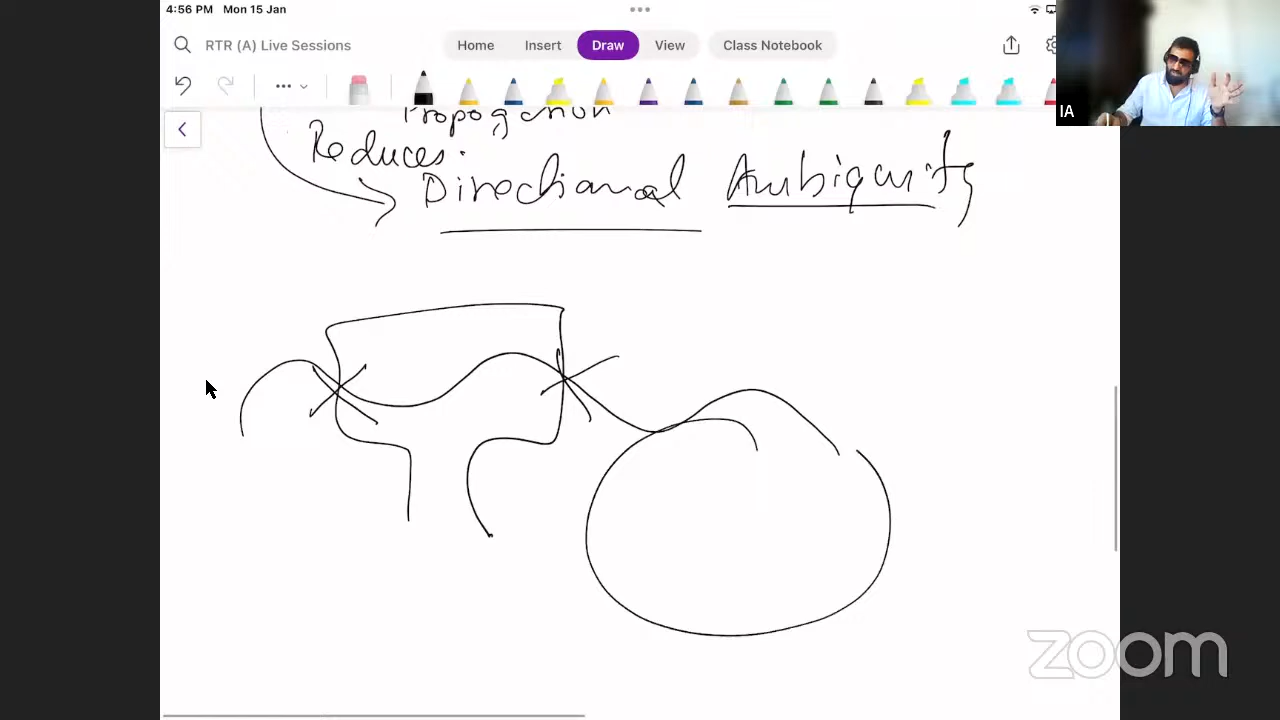 4:56 PM Mon 15 Jan
RTR (A) Live Sessions
Home Insert Draw View Class Notebook
IA
Propogation
Reduces.
Directional Ambiguity
zoom